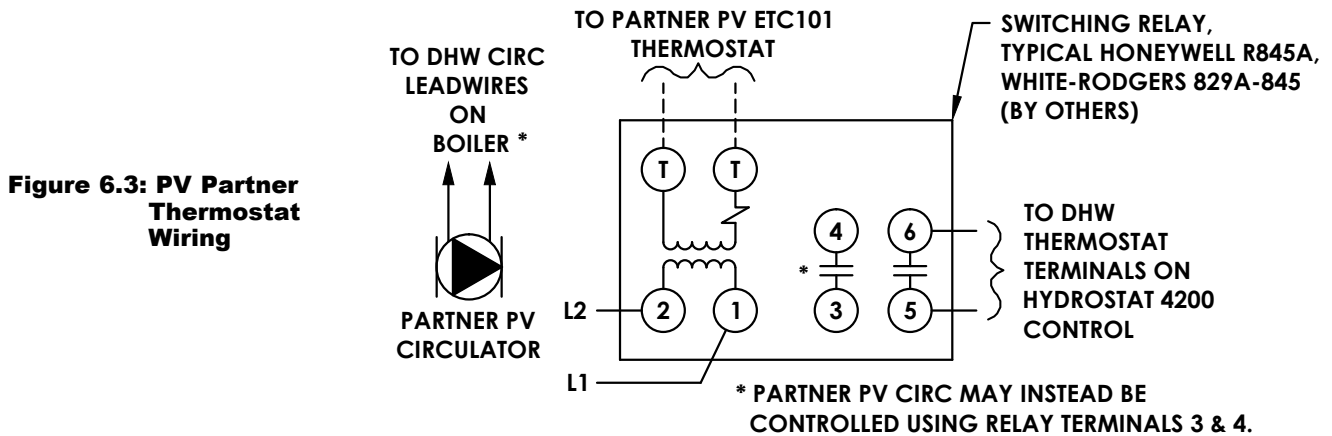 Figure 6.3: PV Partner
Thermostat
Wiring
TO DHW CIRC
LEADWIRES
ON
BOILER *
PARTNER PV
CIRCULATOR
TO PARTNER PV ETC101
THERMOSTAT
SWITCHING RELAY,
TYPICAL HONEYWELL R845A,
WHITE-RODGERS 829A-845
(BY OTHERS)
T
T
4
6
*
L2
2
1
3
5
L1
TO DHW
THERMOSTAT
TERMINALS ON
HYDROSTAT 4200
CONTROL
* PARTNER PV CIRC MAY INSTEAD BE
CONTROLLED USING RELAY TERMINALS 3 & 4.